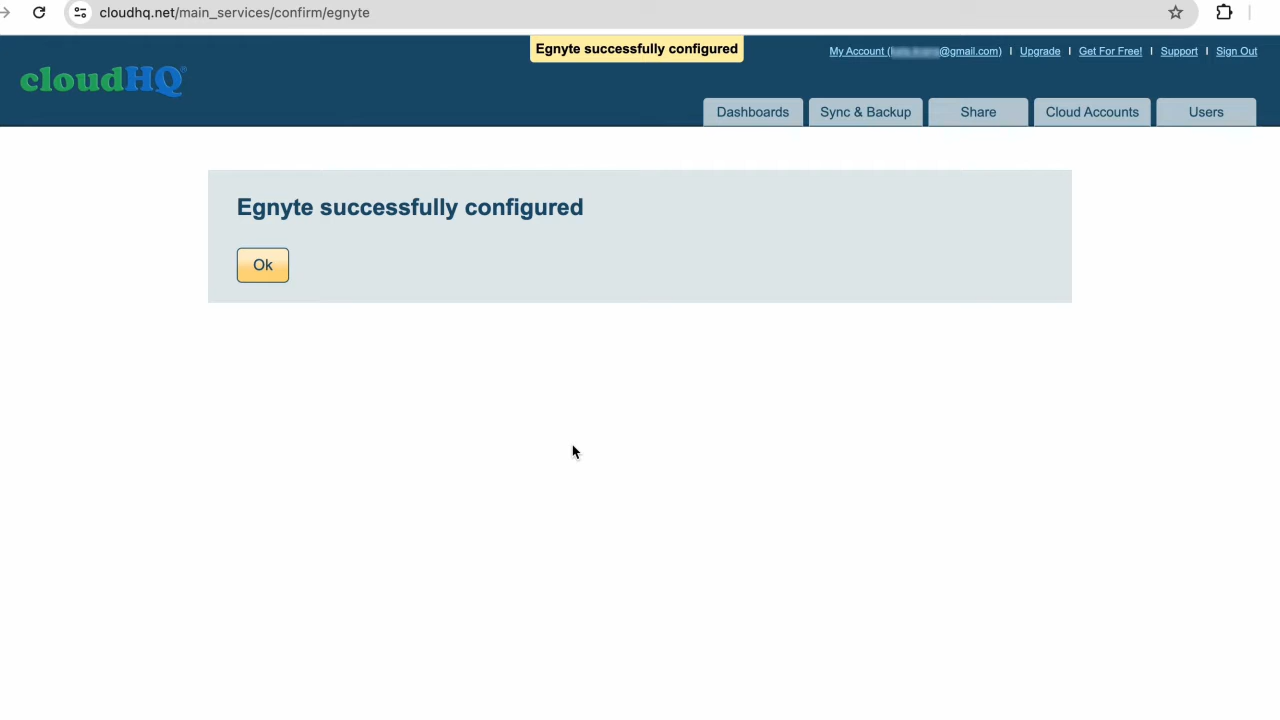 cloudhq.net/main_services/confirm/egnyte
Egnyte successfully configured
My Account (@gmail.com) | Upgrade | Get For Free! | Support | Sign Out
cloudHQ®
Dashboards Sync & Backup Share Cloud Accounts Users
Egnyte successfully configured
Ok